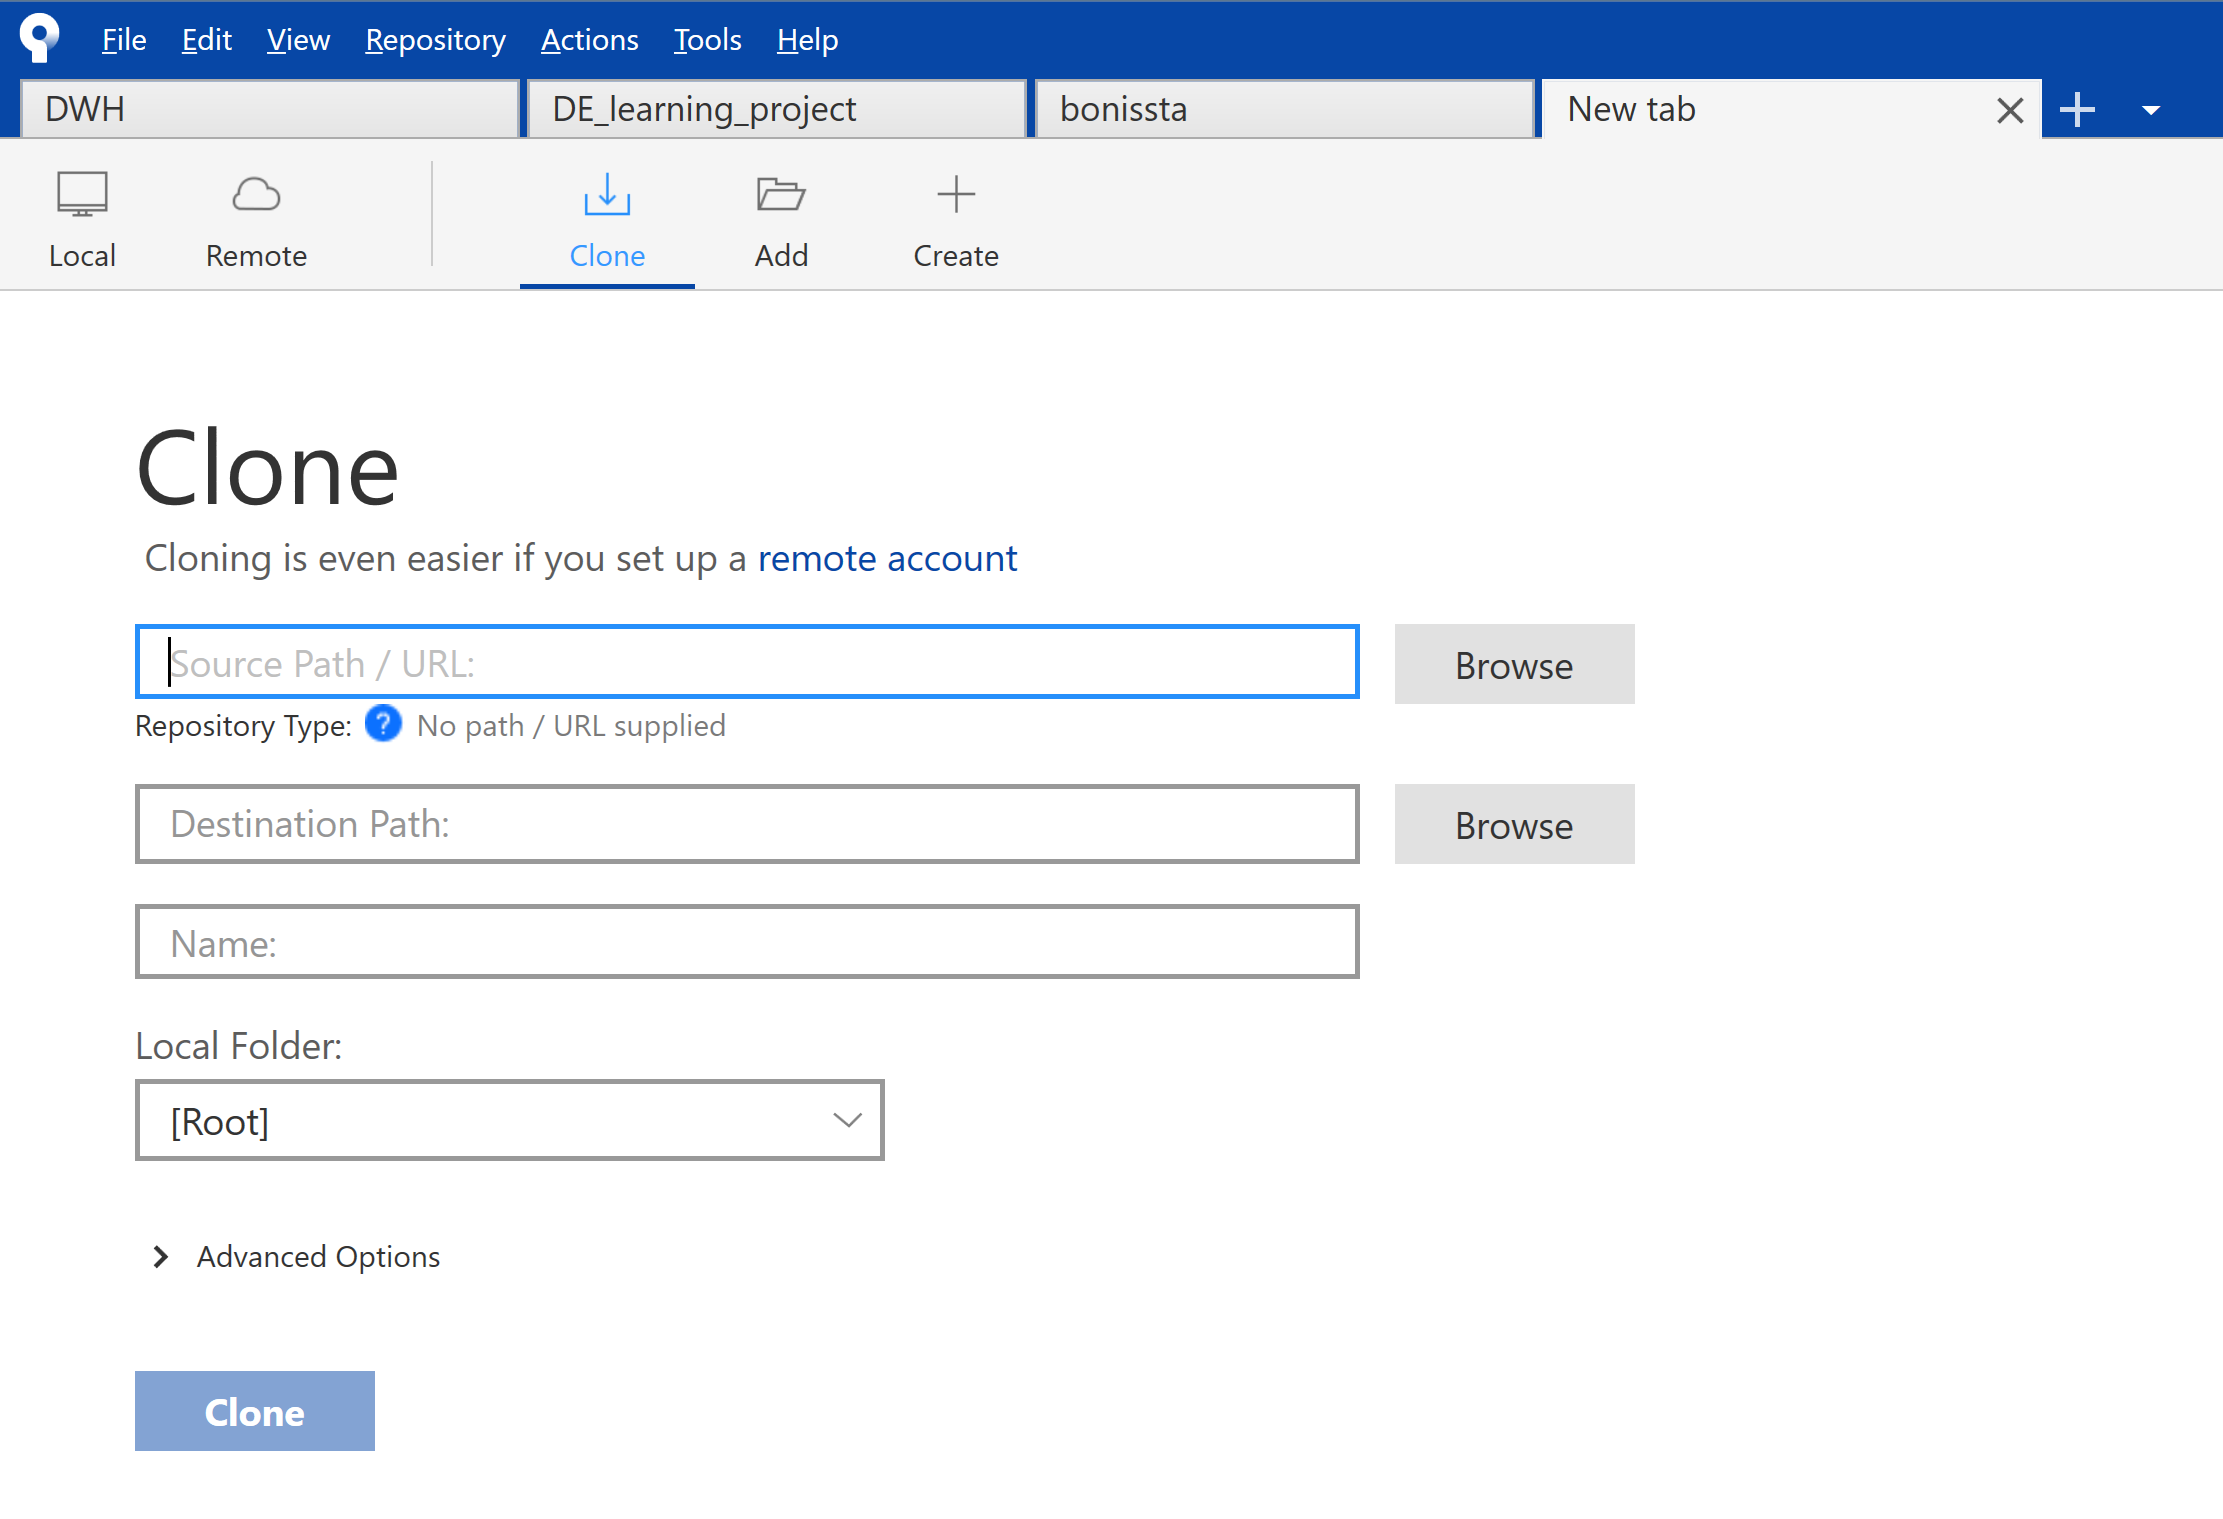 File Edit View Repository Actions Tools Help
DWH DE_learning_project bonissta New tab
Local Remote Clone Add Create
Clone
Cloning is even easier if you set up a remote account
Source Path / URL: Browse
Repository Type: ? No path / URL supplied
Destination Path: Browse
Name:
Local Folder:
[Root]
Advanced Options
Clone